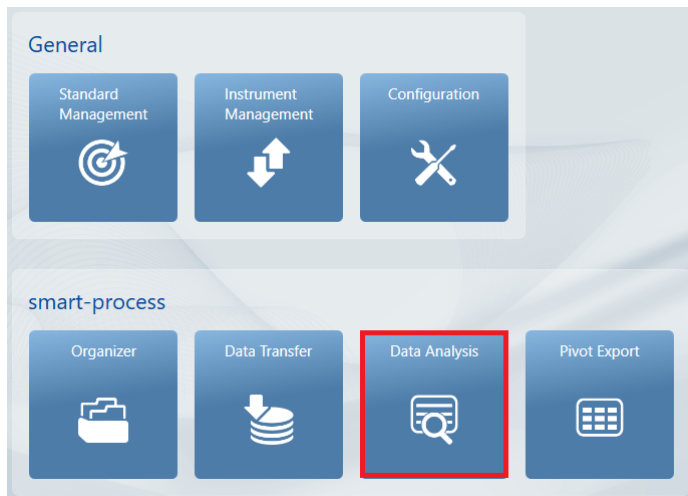 General
Standard
Management
Instrument
Management
Configuration
smart-process
Organizer
Data Transfer
Data Analysis
Pivot Export